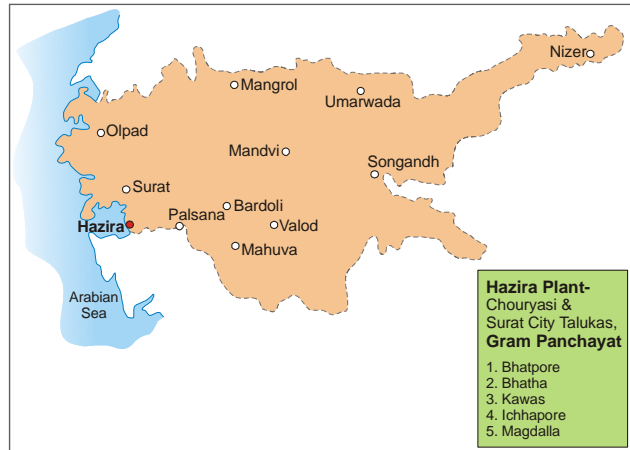 Nizer
Mangrol
Umarwada
Olpad
Mandvi
Songandh
Surat
Bardoli
Palsana
Hazira
Valod
Mahuva
Arabian
Sea
Hazira Plant-
Chouryasi &
Surat City Talukas,
Gram Panchayat
1. Bhatpore
2. Bhatha
3. Kawas
4. Ichhapore
5. Magdalla